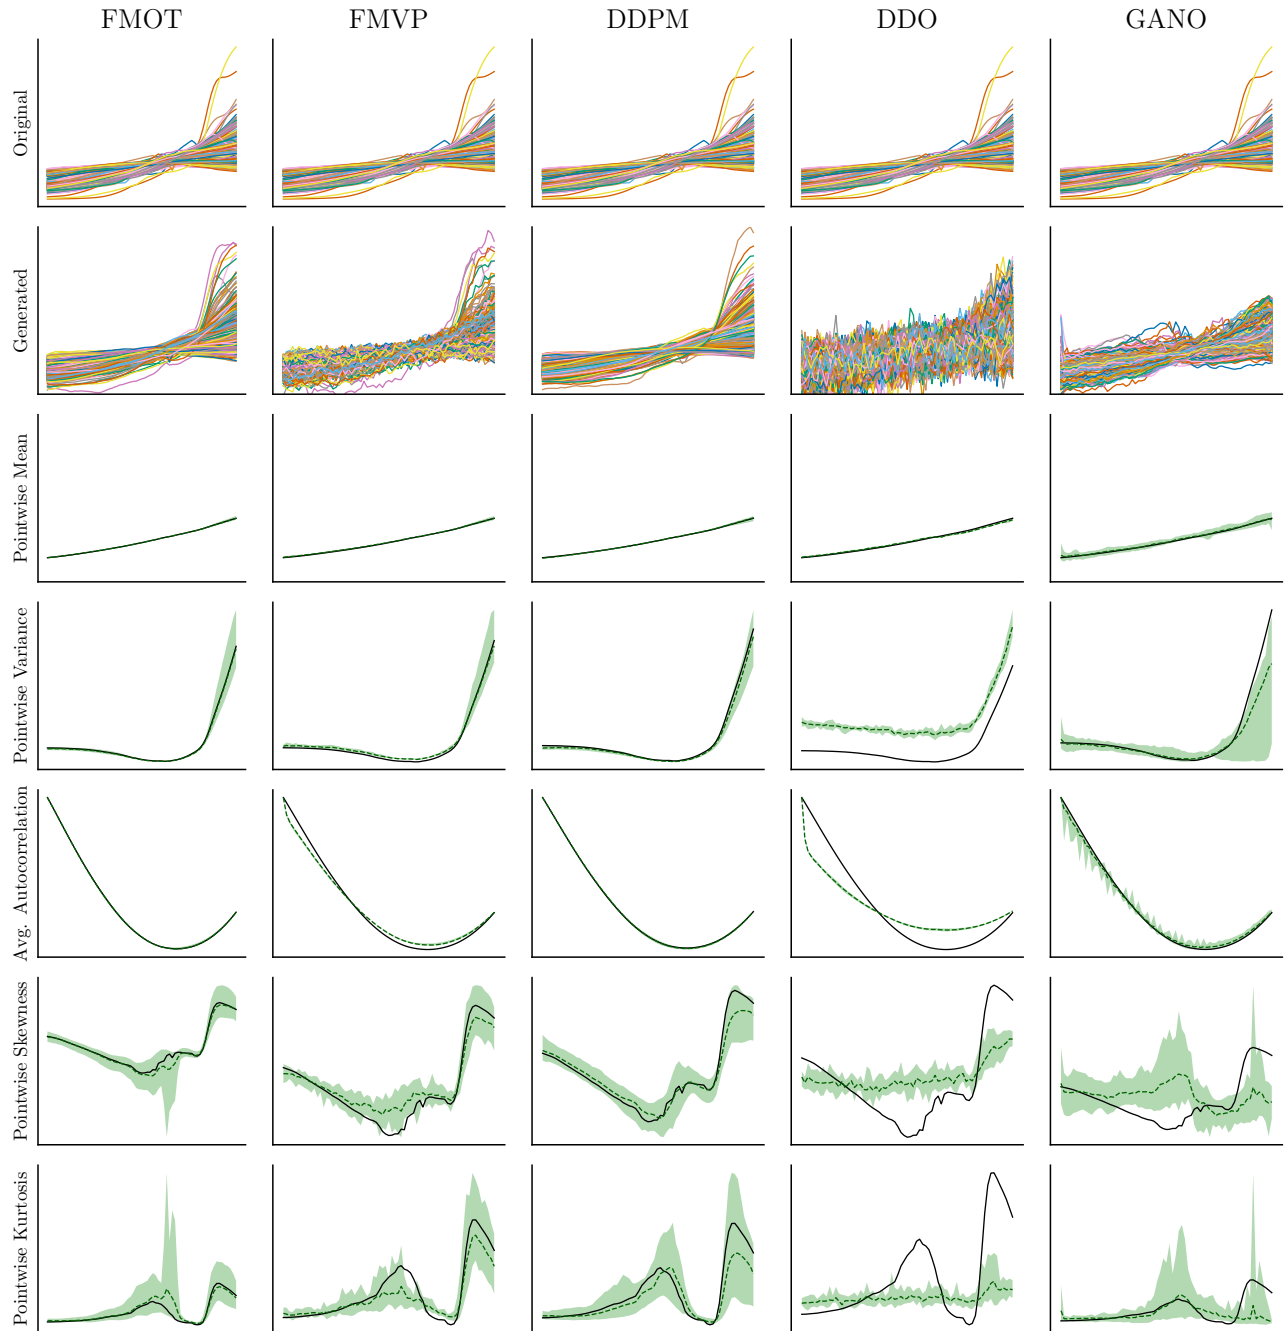 FMOT FMVP DDPM DDO GANO
Original
Generated
Pointwise Mean
Pointwise Variance
Avg. Autocorrelation
Pointwise Skewness
Pointwise Kurtosis